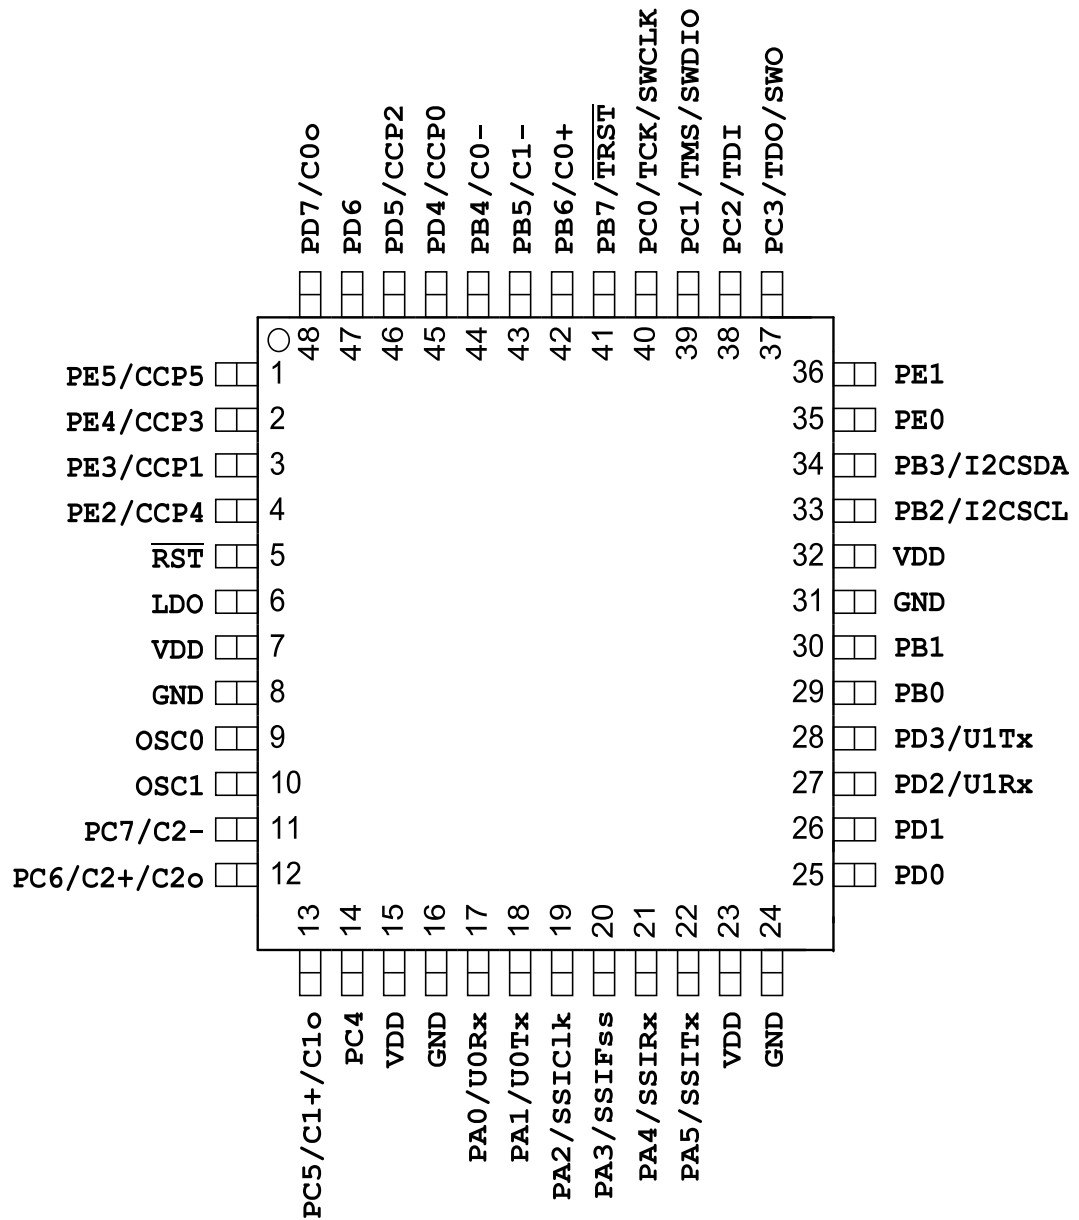 PD7/C0o
PD6
PD5/CCP2
PD4/CCP0
PB4/C0-
PB5/C1-
PB6/C0+
PB7/TRST
PC0/TCK/SWCLK
PC1/TMS/SWDIO
PC2/TDI
PC3/TDO/SWO
48
47
46
45
44
43
42
41
40
39
38
37
PE5/CCP5 1
PE4/CCP3 2
PE3/CCP1 3
PE2/CCP4 4
RST 5
LDO 6
VDD 7
GND 8
OSC0 9
OSC1 10
PC7/C2- 11
PC6/C2+/C2o 12
36 PE1
35 PE0
34 PB3/I2CSDA
33 PB2/I2CSCL
32 VDD
31 GND
30 PB1
29 PB0
28 PD3/U1Tx
27 PD2/U1Rx
26 PD1
25 PD0
13
14
15
16
17
18
19
20
21
22
23
24
PC5/C1+/C1o
PC4
VDD
GND
PA0/U0Rx
PA1/U0Tx
PA2/SSIClk
PA3/SSIFss
PA4/SSIRx
PA5/SSITx
VDD
GND